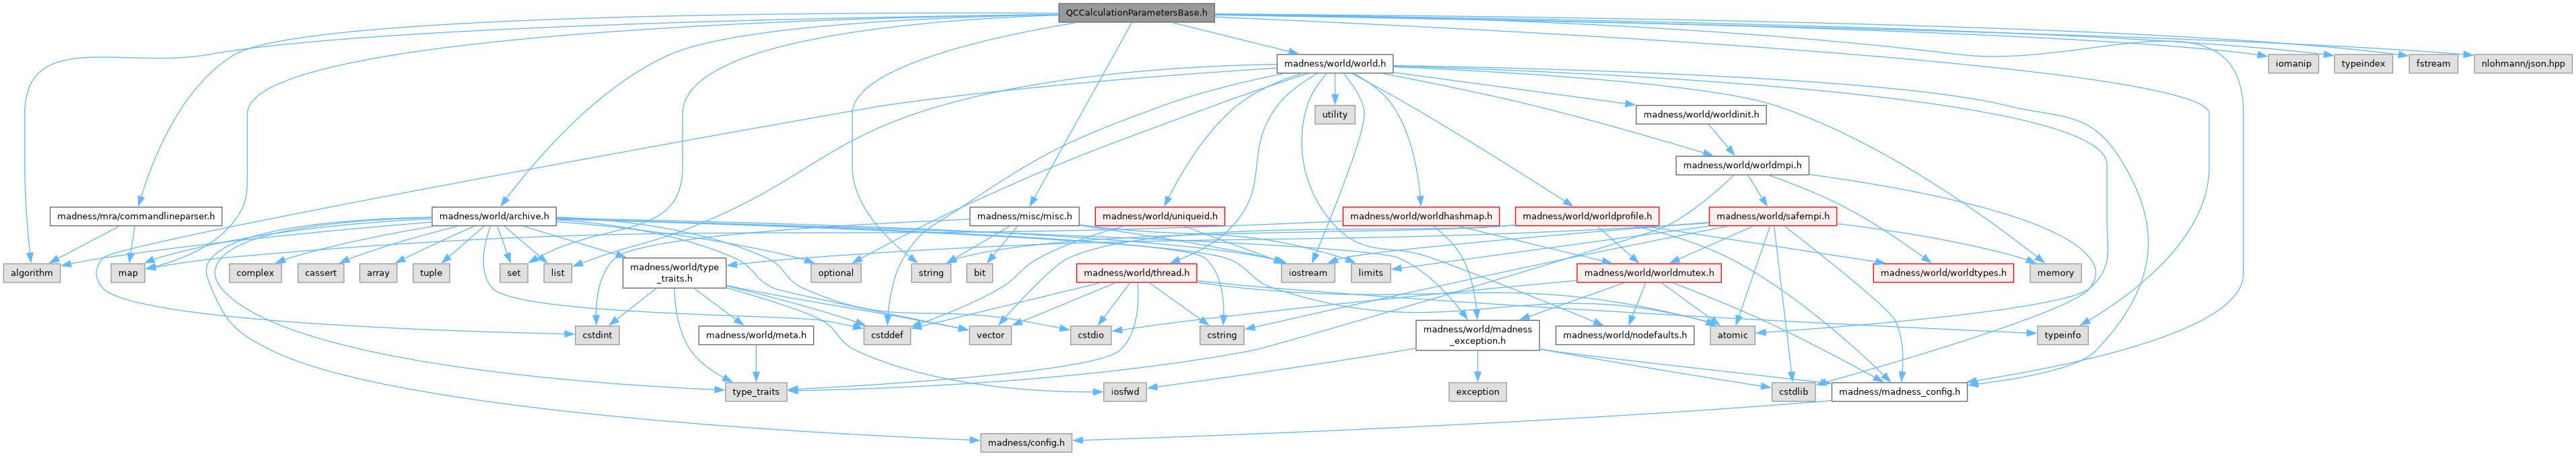 QCCalculationParametersBase.h
madness/world/world.h
iomanip
typeindex
fstream
nlohmann/json.hpp
utility
madness/world/worldinit.h
madness/world/worldmpi.h
madness/mra/commandlineparser.h
madness/world/archive.h
madness/misc/misc.h
madness/world/uniqueid.h
madness/world/worldhashmap.h
madness/world/worldprofile.h
madness/world/safempi.h
algorithm
map
complex
cassert
array
tuple
set
list
madness/world/type
_traits.h
optional
string
bit
madness/world/thread.h
iostream
limits
madness/world/worldmutex.h
madness/world/worldtypes.h
memory
cstdint
madness/world/meta.h
cstddef
vector
cstdio
cstring
madness/world/madness
_exception.h
madness/world/nodefaults.h
atomic
typeinfo
type_traits
iosfwd
exception
cstdlib
madness/madness_config.h
madness/config.h